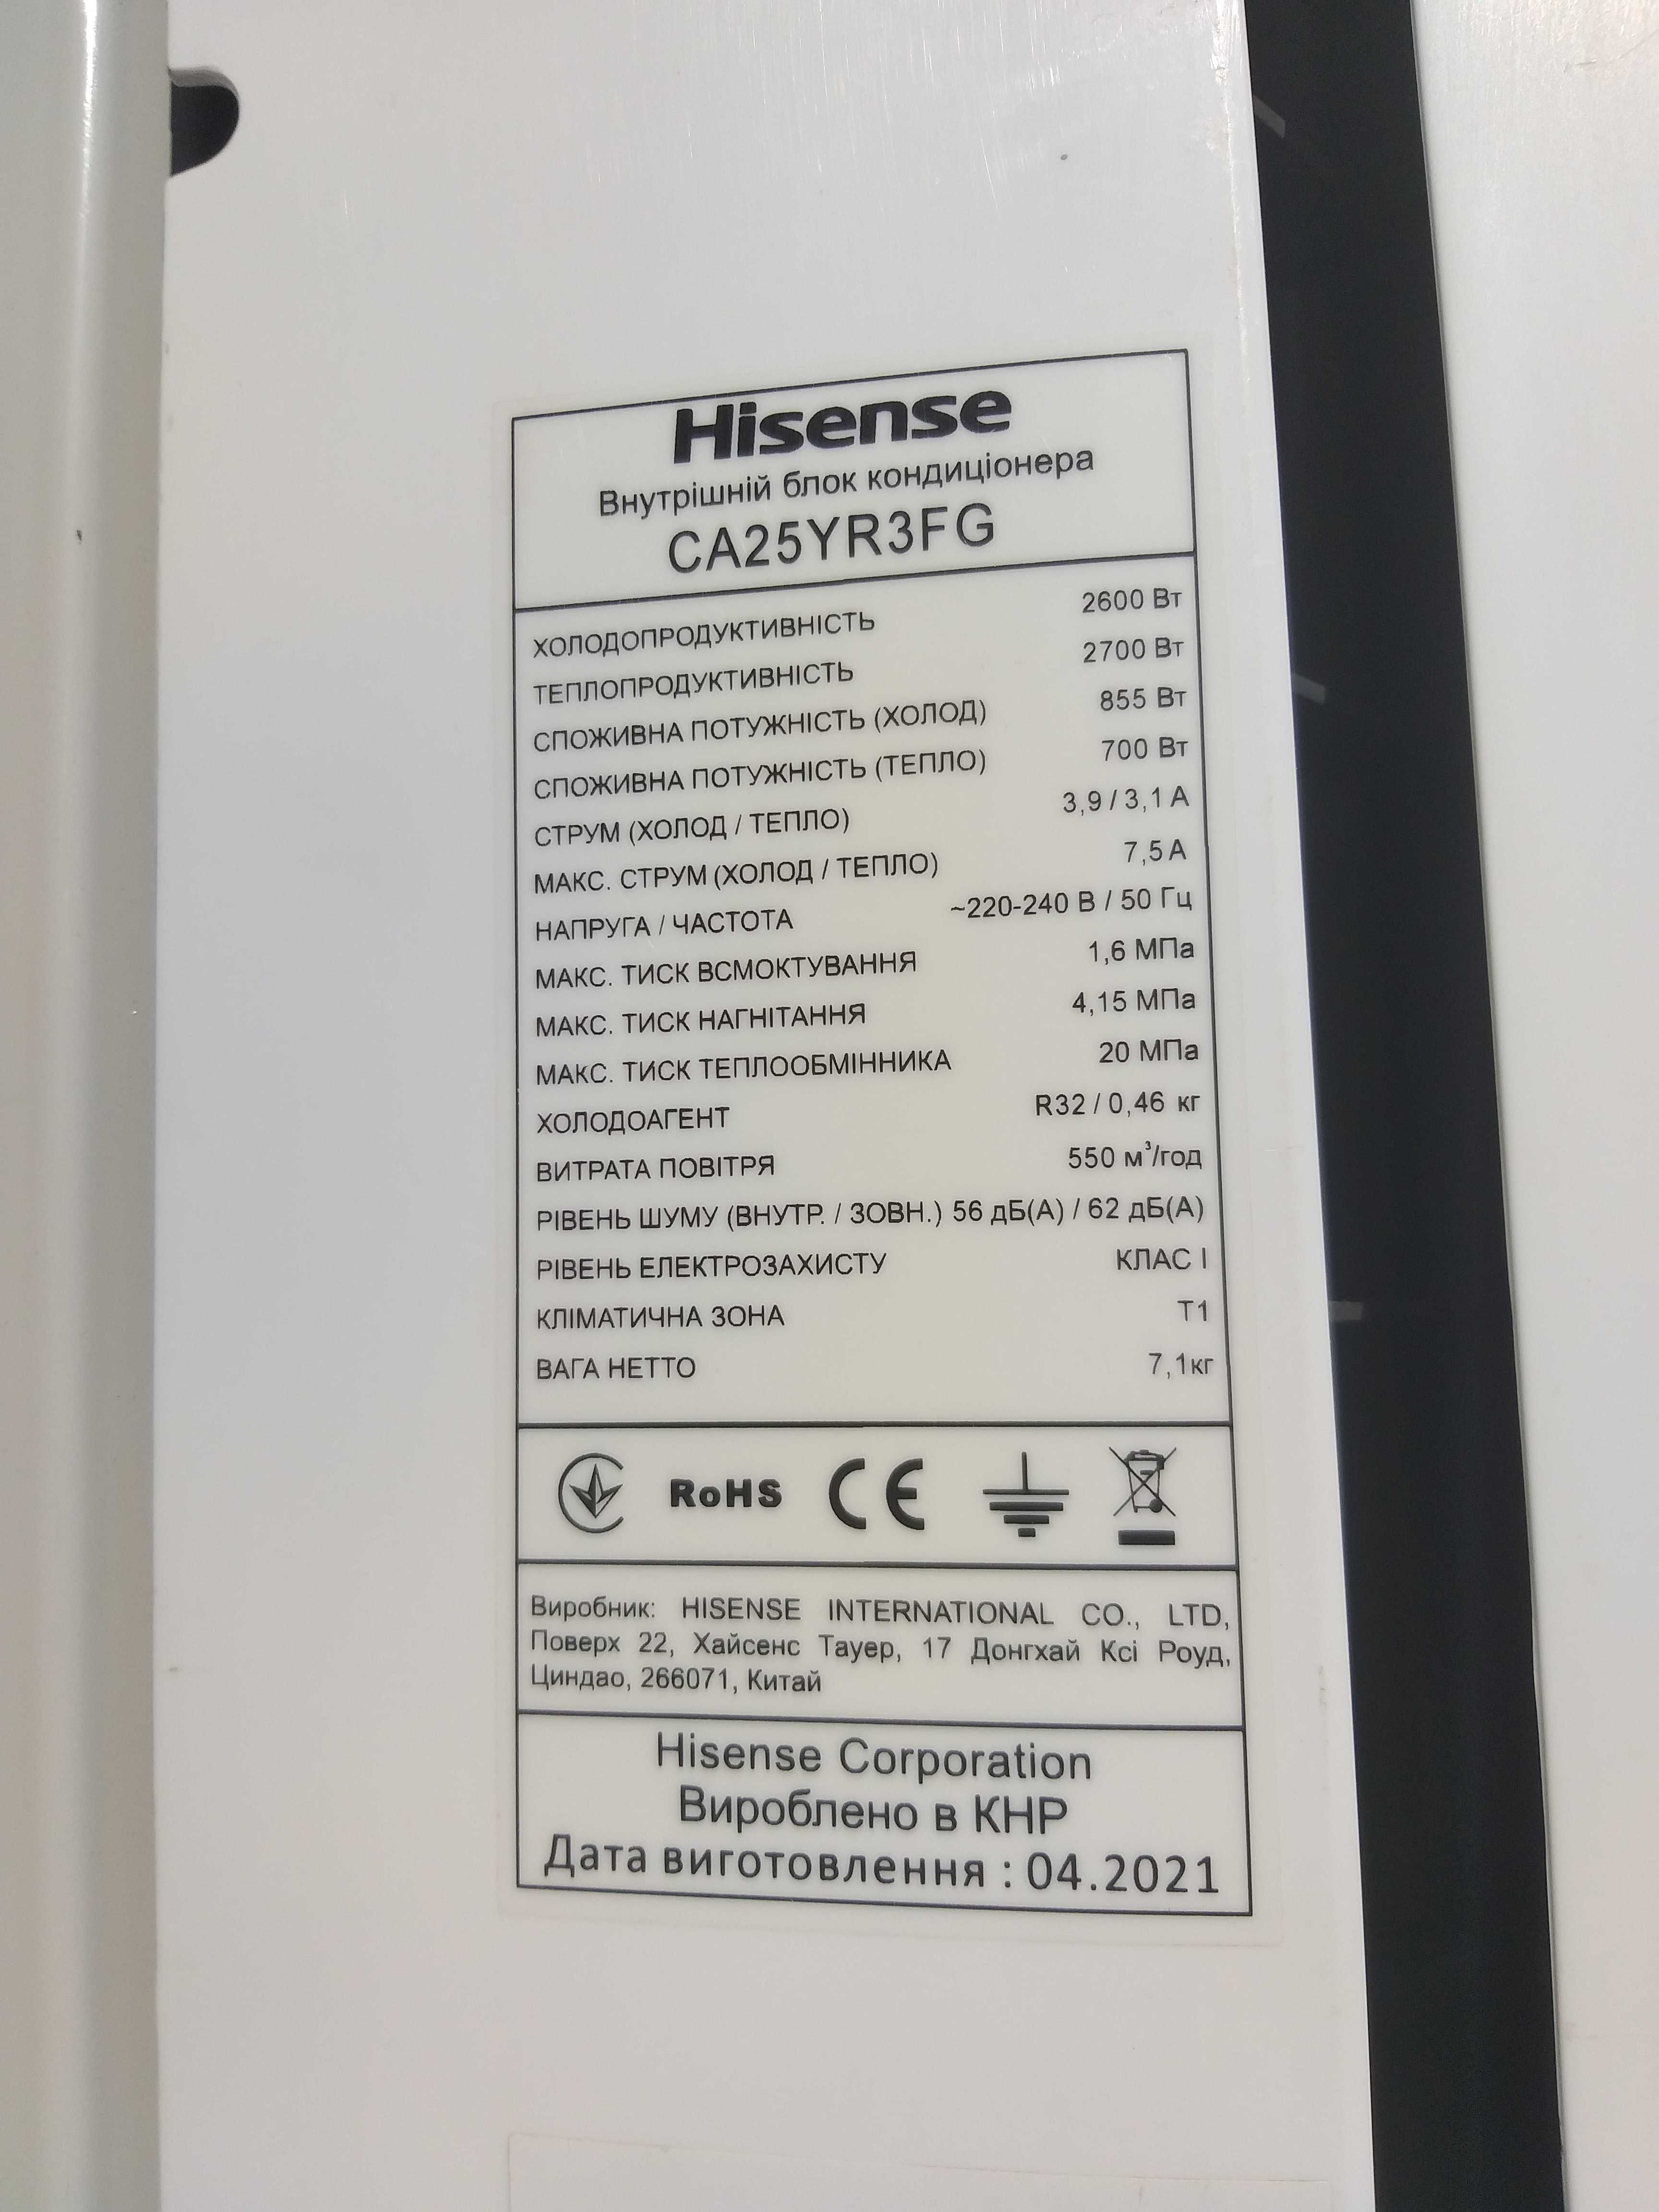 Hisense
Внутрішній блок кондиціонера
CA25YR3FG
ХОЛОДОПРОДУКТИВНІСТЬ 2600 Вт
ТЕПЛОПРОДУКТИВНІСТЬ 2700 Вт
СПОЖИВНА ПОТУЖНІСТЬ (ХОЛОД) 855 Вт
СПОЖИВНА ПОТУЖНІСТЬ (ТЕПЛО) 700 Вт
СТРУМ (ХОЛОД / ТЕПЛО) 3,9 / 3,1 А
МАКС. СТРУМ (ХОЛОД / ТЕПЛО) 7,5 А
НАПРУГА / ЧАСТОТА ~220-240 В / 50 Гц
МАКС. ТИСК ВСМОКТУВАННЯ 1,6 МПа
МАКС. ТИСК НАГНІТАННЯ 4,15 МПа
МАКС. ТИСК ТЕПЛООБМІННИКА 20 МПа
ХОЛОДОАГЕНТ R32 / 0,46 кг
ВИТРАТА ПОВІТРЯ 550 м³/год
РІВЕНЬ ШУМУ (ВНУТР. / ЗОВН.) 56 дБ(А) / 62 дБ(А)
РІВЕНЬ ЕЛЕКТРОЗАХИСТУ КЛАС I
КЛІМАТИЧНА ЗОНА T1
ВАГА НЕТТО 7,1кг
RoHS CE
Виробник: HISENSE INTERNATIONAL CO., LTD,
Поверх 22, Хайсенс Тауер, 17 Донгхай Ксі Роуд,
Циндао, 266071, Китай
Hisense Corporation
Вироблено в КНР
Дата виготовлення : 04.2021